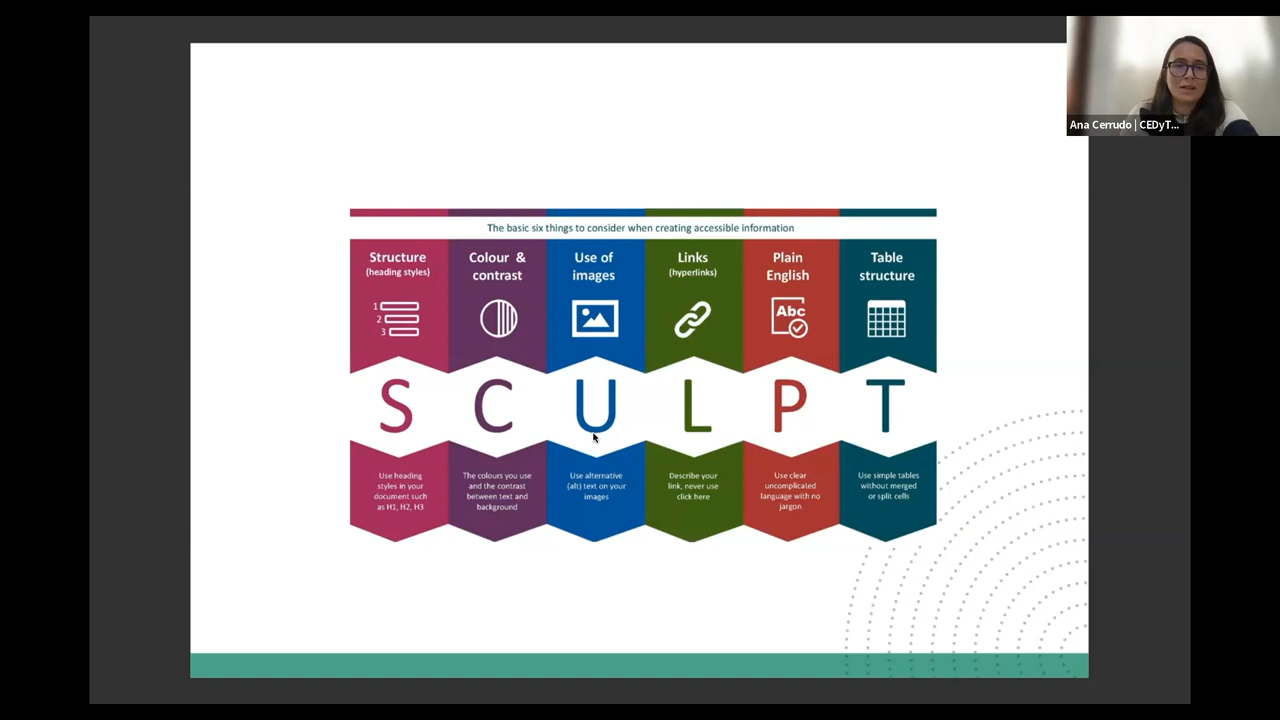 Ana Cerrudo | CEDyT...
The basic six things to consider when creating accessible information
Structure
(heading styles)
1
2
3
Colour &
contrast
Use of
images
Links
(hyperlinks)
Plain
English
Abc
Table
structure
S C U L P T
Use heading
styles in your
document such
as H1, H2, H3
The colours you use
and the contrast
between text and
background
Use alternative
(alt) text on your
images
Describe your
link, never use
click here
Use clear
uncomplicated
language with no
jargon
Use simple tables
without merged
or split cells